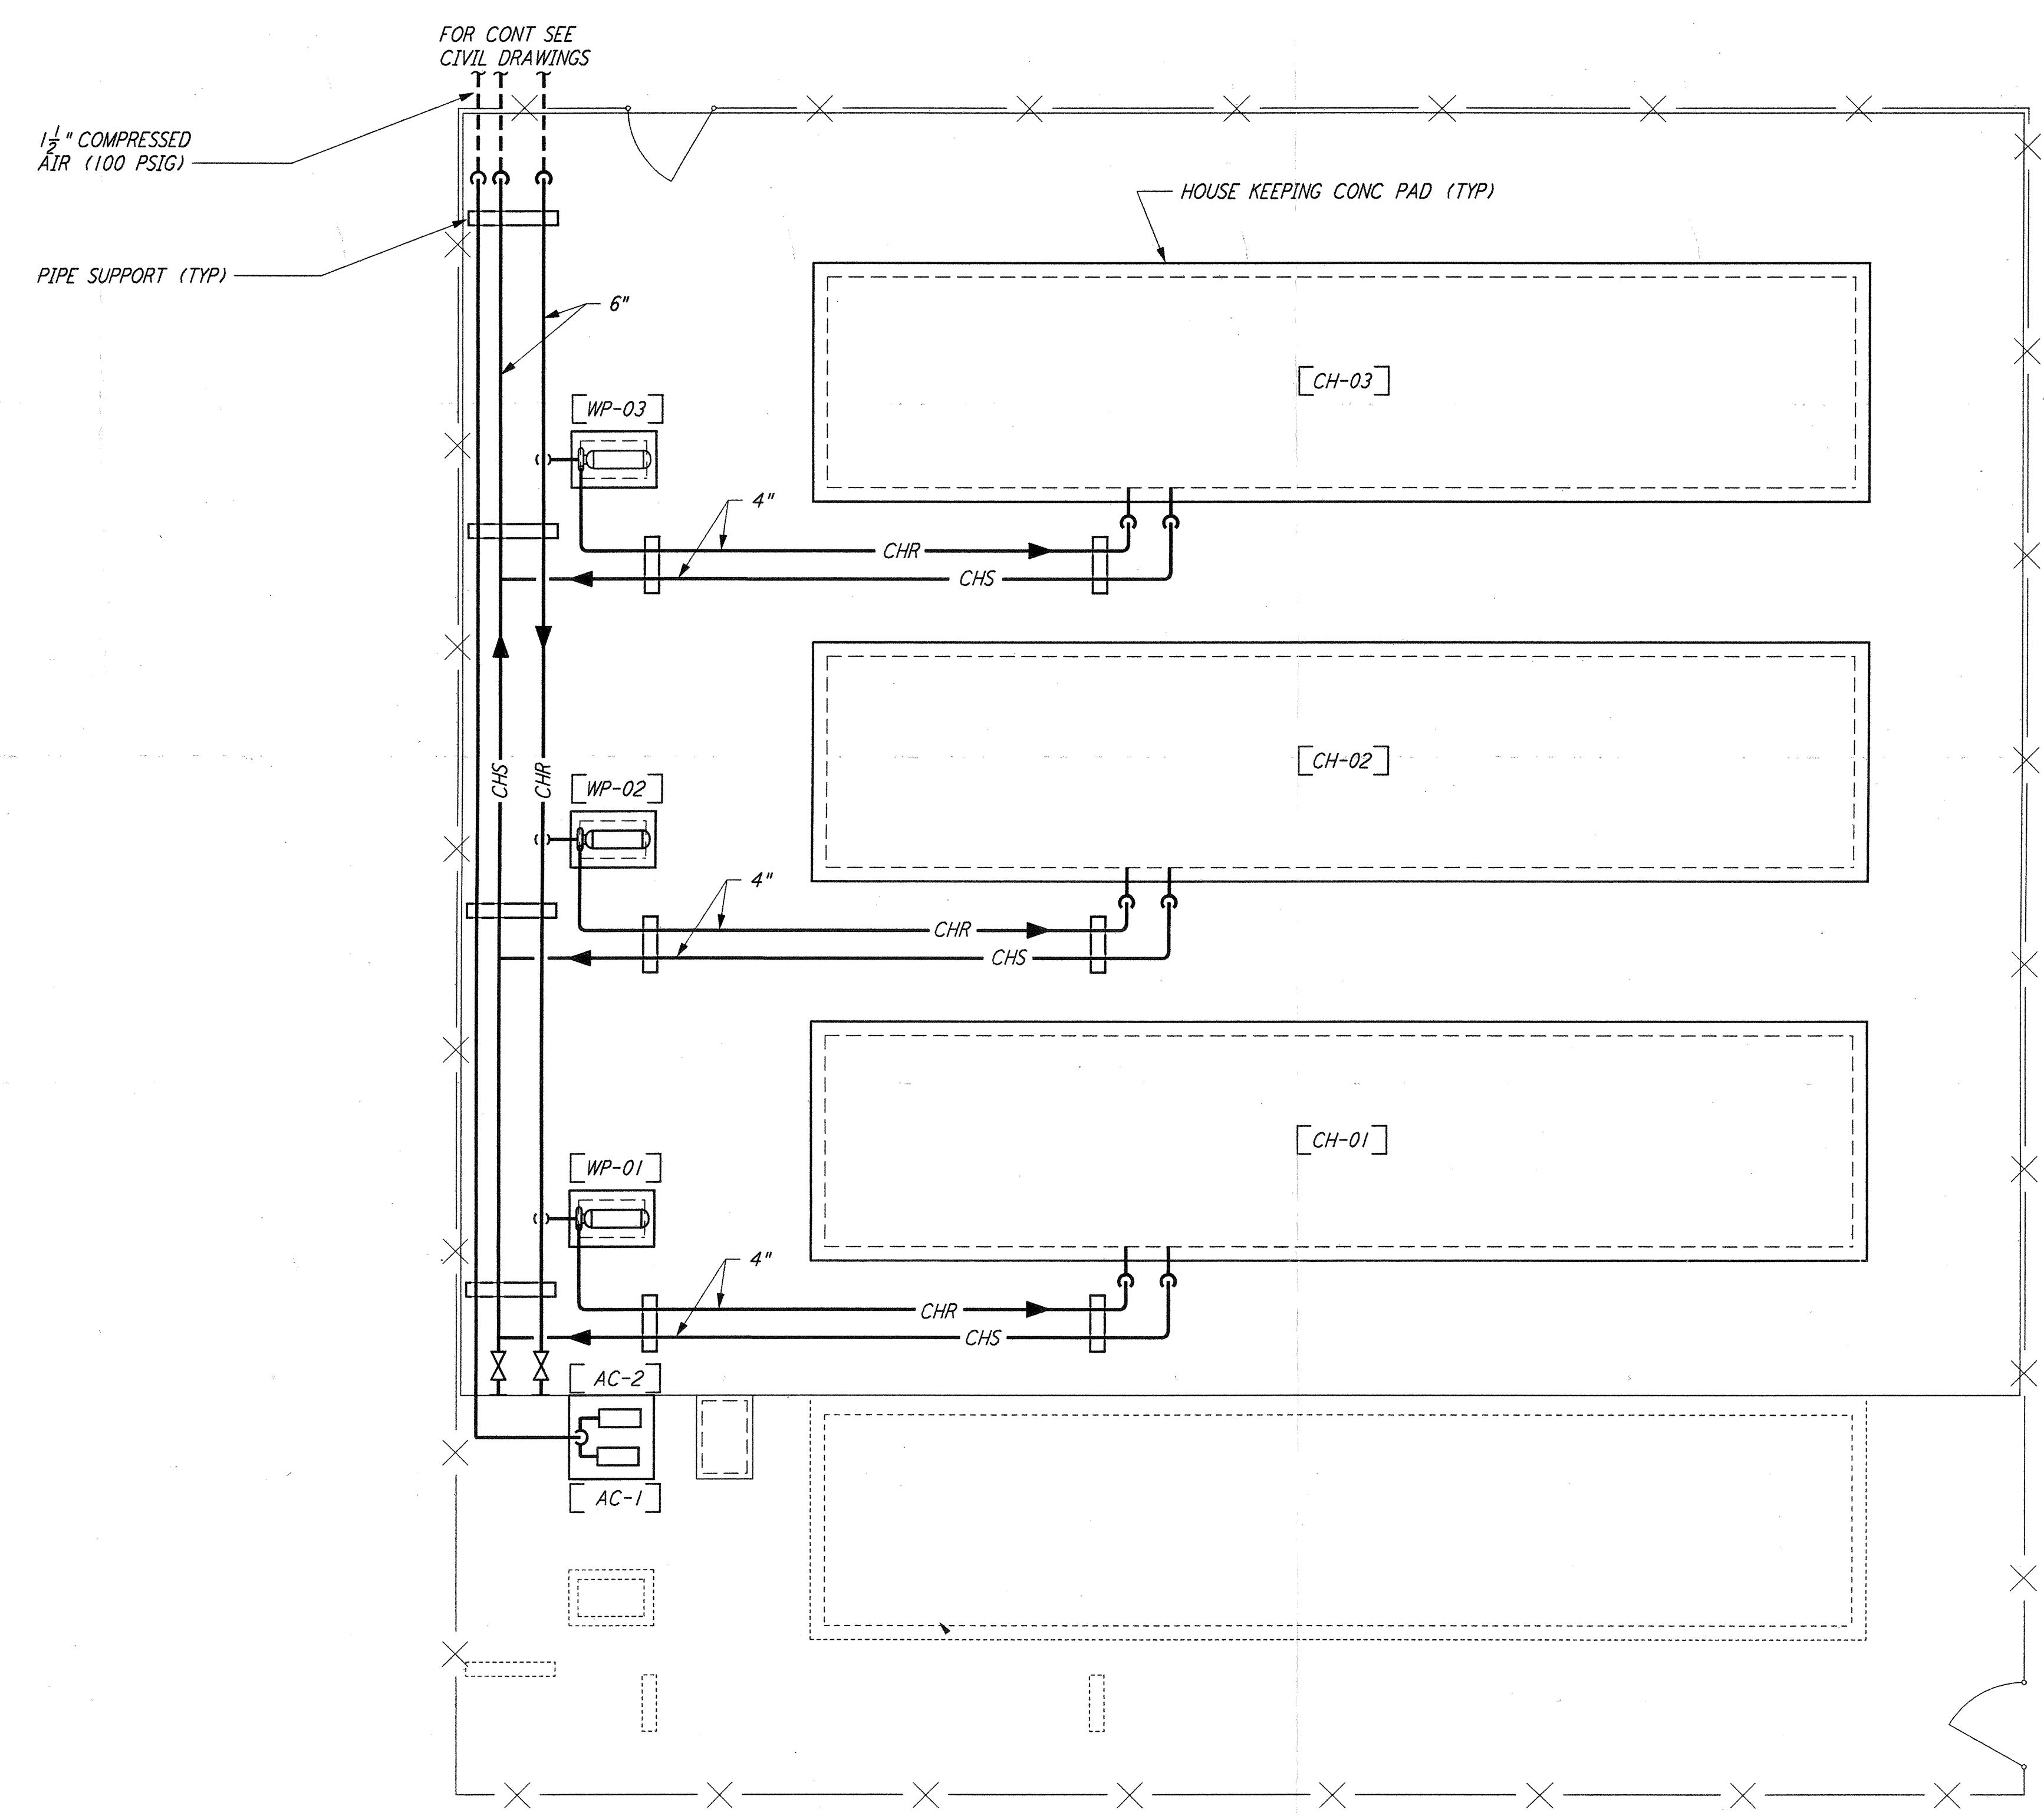 FOR CONT SEE
CIVIL DRAWINGS
1 1/2" COMPRESSED
AIR (100 PSIG)
HOUSE KEEPING CONC PAD (TYP)
PIPE SUPPORT (TYP)
6"
CH-03
WP-03
4"
CHR
CHS
CHS
CHR
CH-02
WP-02
4"
CHR
CHS
CH-01
WP-01
4"
CHR
CHS
AC-2
AC-1